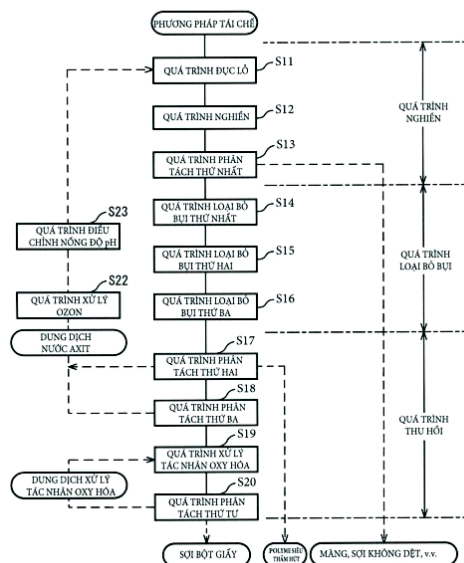 PHƯƠNG PHÁP TÁI CHẾ
S11
QUÁ TRÌNH ĐỤC LỖ
S12
QUÁ TRÌNH NGHIỀN
S13
QUÁ TRÌNH PHÂN
TÁCH THỨ NHẤT
QUÁ TRÌNH
NGHIỀN
S14
QUÁ TRÌNH LOẠI BỎ
BỤI THỨ NHẤT
S23
QUÁ TRÌNH ĐIỀU
CHỈNH NỒNG ĐỘ pH
S15
QUÁ TRÌNH LOẠI BỎ
BỤI THỨ HAI
QUÁ TRÌNH
LOẠI BỎ BỤI
S22
QUÁ TRÌNH XỬ LÝ
OZON
S16
QUÁ TRÌNH LOẠI BỎ
BỤI THỨ BA
DUNG DỊCH
NƯỚC AXIT
S17
QUÁ TRÌNH PHÂN
TÁCH THỨ HAI
S18
QUÁ TRÌNH PHÂN
TÁCH THỨ BA
QUÁ TRÌNH
THU HỒI
S19
QUÁ TRÌNH XỬ LÝ
TÁC NHÂN OXY HÓA
DUNG DỊCH XỬ LÝ
TÁC NHÂN OXY HÓA
S20
QUÁ TRÌNH PHÂN
TÁCH THỨ TƯ
SỢI BỘT GIẤY
POLYME SIÊU
THẤM HÚT
MÀNG, SỢI KHÔNG DỆT, v.v.